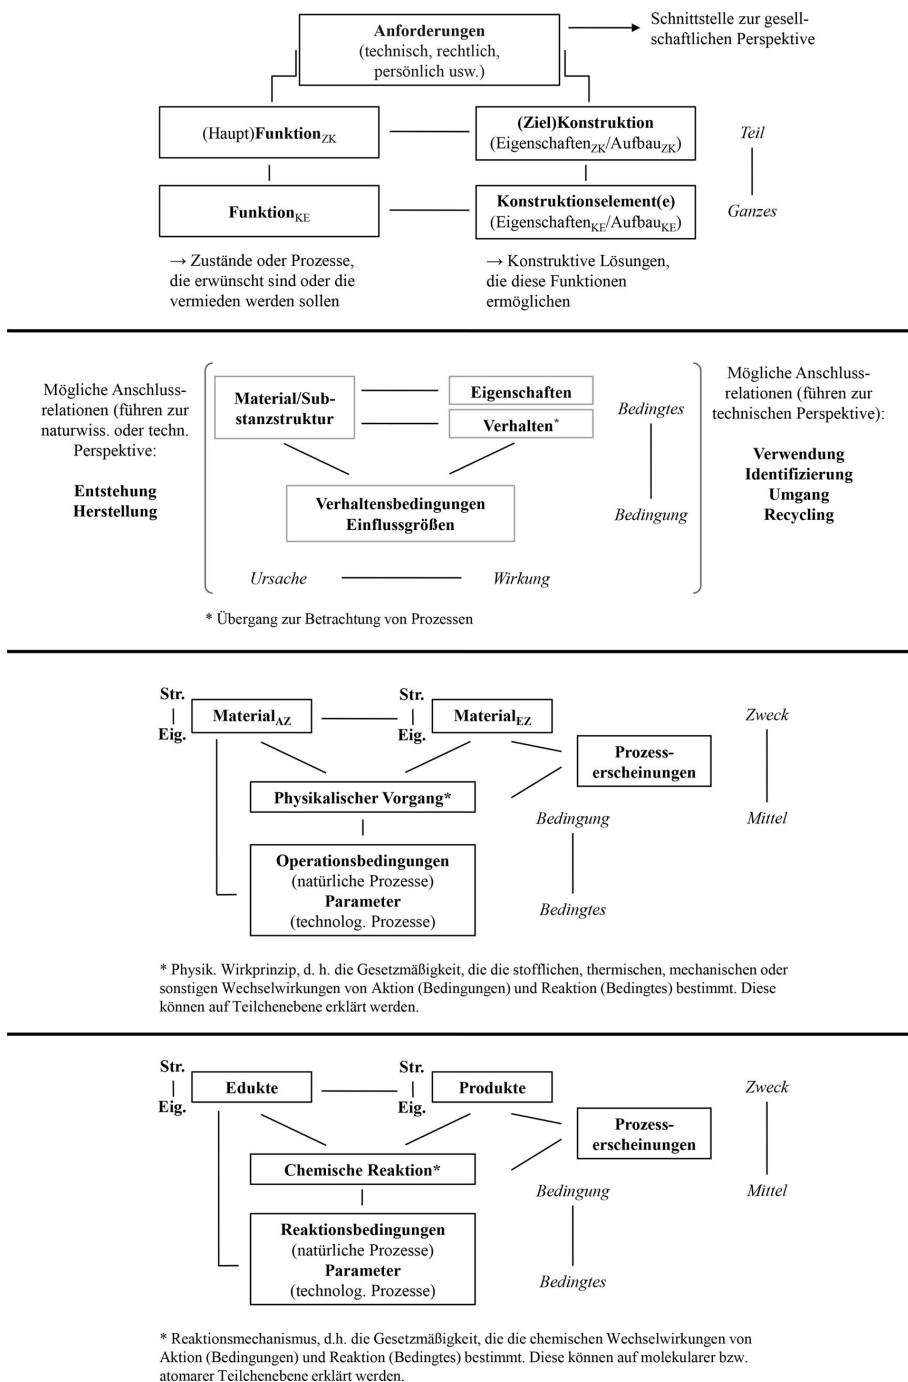 Anforderungen
(technisch, rechtlich,
persönlich usw.)
Schnittstelle zur gesell-
schaftlichen Perspektive
(Haupt)Funktion_ZK
(Ziel)Konstruktion
(Eigenschaften_ZK/Aufbau_ZK)
Teil
Funktion_KE
Konstruktionselement(e)
(Eigenschaften_KE/Aufbau_KE)
Ganzes
→ Zustände oder Prozesse,
die erwünscht sind oder die
vermieden werden sollen
→ Konstruktive Lösungen,
die diese Funktionen
ermöglichen
Mögliche Anschluss-
relationen (führen zur
naturwiss. oder techn.
Perspektive:
Entstehung
Herstellung
Material/Sub-
stanzstruktur
Eigenschaften
Verhalten*
Verhaltensbedingungen
Einflussgrößen
Bedingtes
Bedingung
Ursache
Wirkung
Mögliche Anschluss-
relationen (führen zur
technischen Perspektive):
Verwendung
Identifizierung
Umgang
Recycling
* Übergang zur Betrachtung von Prozessen
Str.
Eig.
Material_AZ
Str.
Eig.
Material_EZ
Prozess-
erscheinungen
Zweck
Mittel
Physikalischer Vorgang*
Bedingung
Bedingtes
Operationsbedingungen
(natürliche Prozesse)
Parameter
(technolog. Prozesse)
* Physik. Wirkprinzip, d. h. die Gesetzmäßigkeit, die die stofflichen, thermischen, mechanischen oder
sonstigen Wechselwirkungen von Aktion (Bedingungen) und Reaktion (Bedingtes) bestimmt. Diese
können auf Teilchenebene erklärt werden.
Str.
Eig.
Edukte
Str.
Eig.
Produkte
Prozess-
erscheinungen
Zweck
Mittel
Chemische Reaktion*
Bedingung
Bedingtes
Reaktionsbedingungen
(natürliche Prozesse)
Parameter
(technolog. Prozesse)
* Reaktionsmechanismus, d.h. die Gesetzmäßigkeit, die die chemischen Wechselwirkungen von
Aktion (Bedingungen) und Reaktion (Bedingtes) bestimmt. Diese können auf molekularer bzw.
atomarer Teilchenebene erklärt werden.